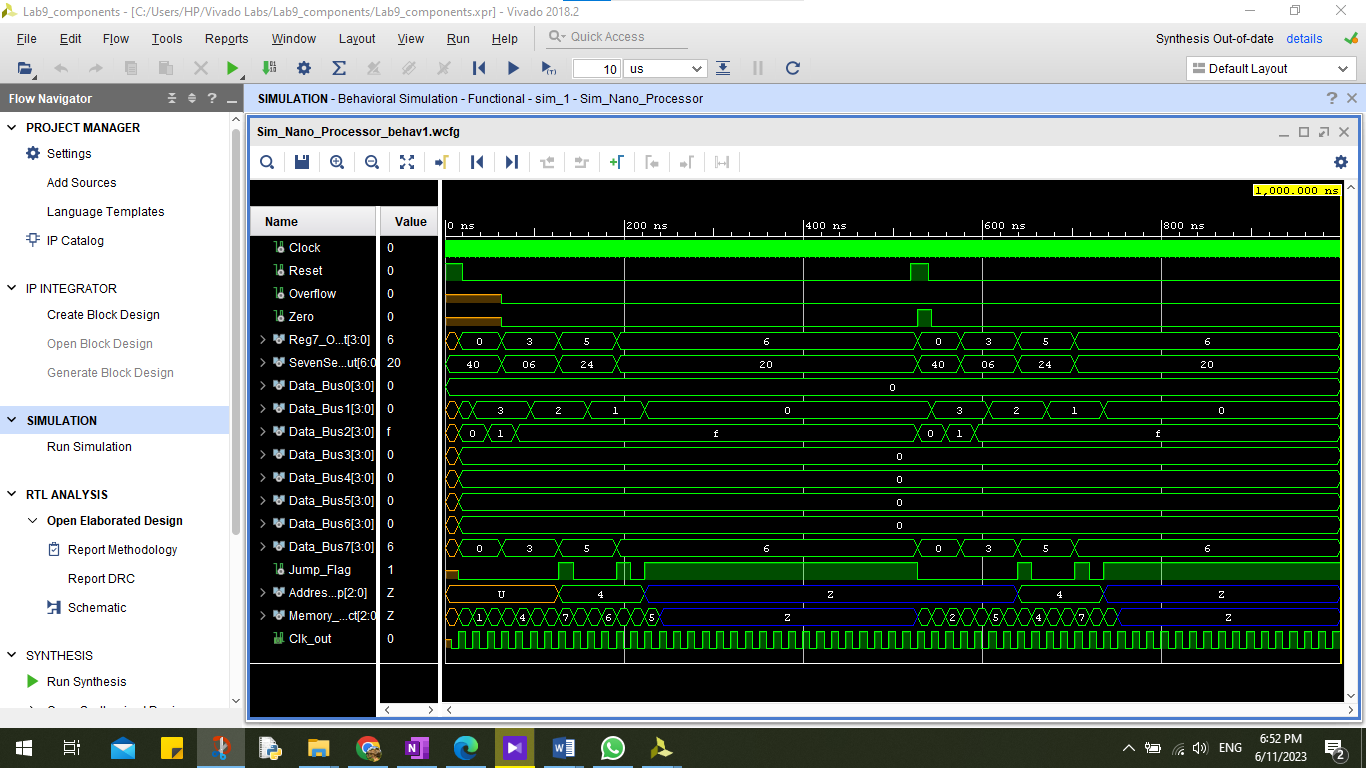 Lab9_components - [C:/Users/HP/Vivado Labs/Lab9_components/Lab9_components.xpr] - Vivado 2018.2
File Edit Flow Tools Reports Window Layout View Run Help Quick Access
Synthesis Out-of-date details
10 us
Default Layout
Flow Navigator
SIMULATION - Behavioral Simulation - Functional - sim_1 - Sim_Nano_Processor
PROJECT MANAGER
Settings
Add Sources
Language Templates
IP Catalog
IP INTEGRATOR
Create Block Design
Open Block Design
Generate Block Design
SIMULATION
Run Simulation
RTL ANALYSIS
Open Elaborated Design
Report Methodology
Report DRC
Schematic
SYNTHESIS
Run Synthesis
Sim_Nano_Processor_behav1.wcfg
1,000.000 ns
Name Value 0 ns 200 ns 400 ns 600 ns 800 ns
Clock 0
Reset 0
Overflow 0
Zero 0
Reg7_O...t[3:0] 6 0 3 5 6 0 3 5 6
SevenSe...ut[6:0 20 40 06 24 20 40 06 24 20
Data_Bus0[3:0] 0 0
Data_Bus1[3:0] 0 3 2 1 0 3 2 1 0
Data_Bus2[3:0] f 0 1 f 0 1 f
Data_Bus3[3:0] 0 0
Data_Bus4[3:0] 0 0
Data_Bus5[3:0] 0 0
Data_Bus6[3:0] 0 0
Data_Bus7[3:0] 6 0 3 5 6 0 3 5 6
Jump_Flag 1
Addres...p[2:0] Z U 4 Z 4 Z
Memory_...ct[2:0 Z 1 4 7 6 5 Z 2 5 4 7 Z
Clk_out 0
ENG
6:52 PM
6/11/2023
2